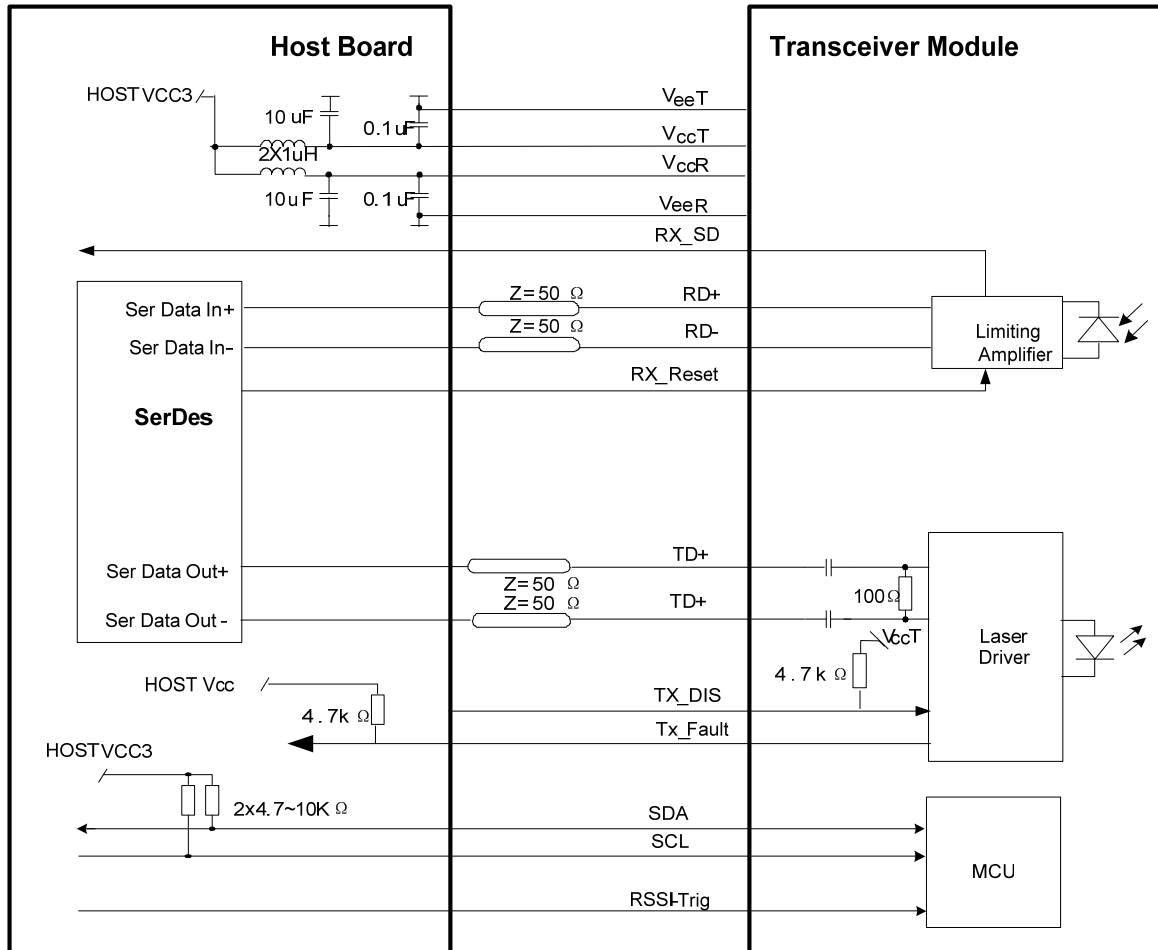 Host Board
Transceiver Module
HOST VCC3
10 uF
0.1 uF
2X1uH
10uF
0.1 uF
VeeT
VccT
VccR
VeeR
RX_SD
Ser Data In+
Z=50 Ω
RD+
Z=50 Ω
Ser Data In-
RD-
Limiting
Amplifier
RX_Reset
SerDes
Ser Data Out+
TD+
Z=50 Ω
Z=50 Ω
100Ω
Ser Data Out -
TD+
VccT
Laser
Driver
4.7k Ω
HOST Vcc
4.7k Ω
TX_DIS
Tx_Fault
HOST VCC3
2x4.7~10K Ω
SDA
SCL
MCU
RSSI-Trig